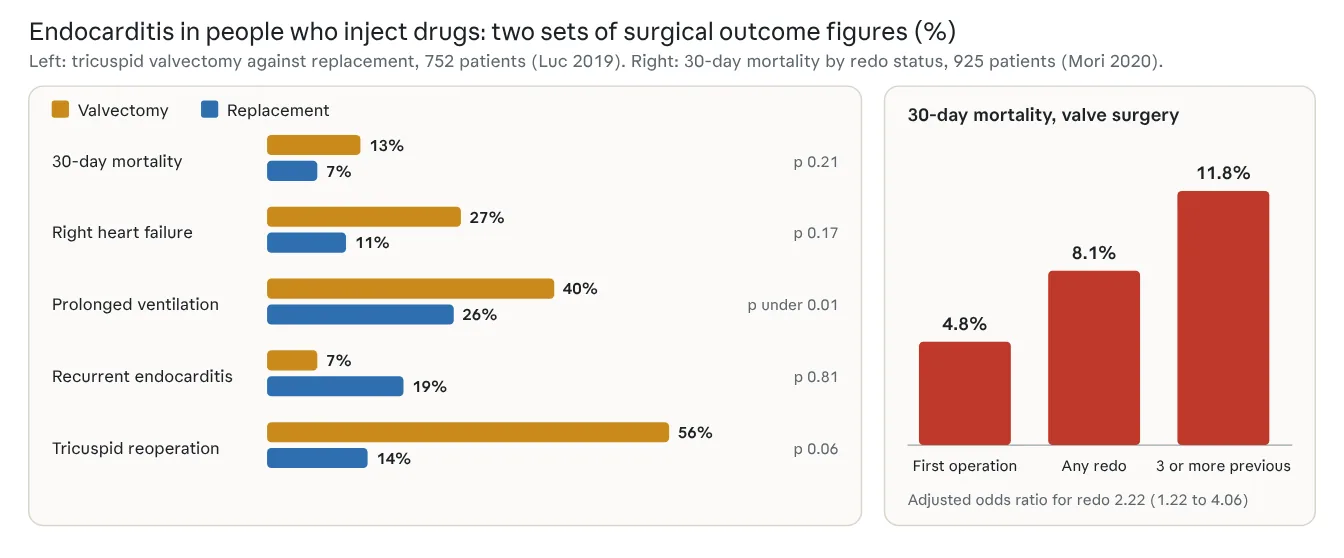 Endocarditis in people who inject drugs: two sets of surgical outcome figures (%)
Left: tricuspid valvectomy against replacement, 752 patients (Luc 2019). Right: 30-day mortality by redo status, 925 patients (Mori 2020).
Valvectomy
Replacement
30-day mortality
13%
7%
p 0.21
Right heart failure
27%
11%
p 0.17
Prolonged ventilation
40%
26%
p under 0.01
Recurrent endocarditis
7%
19%
p 0.81
Tricuspid reoperation
56%
14%
p 0.06
30-day mortality, valve surgery
4.8%
8.1%
11.8%
First operation
Any redo
3 or more previous
Adjusted odds ratio for redo 2.22 (1.22 to 4.06)